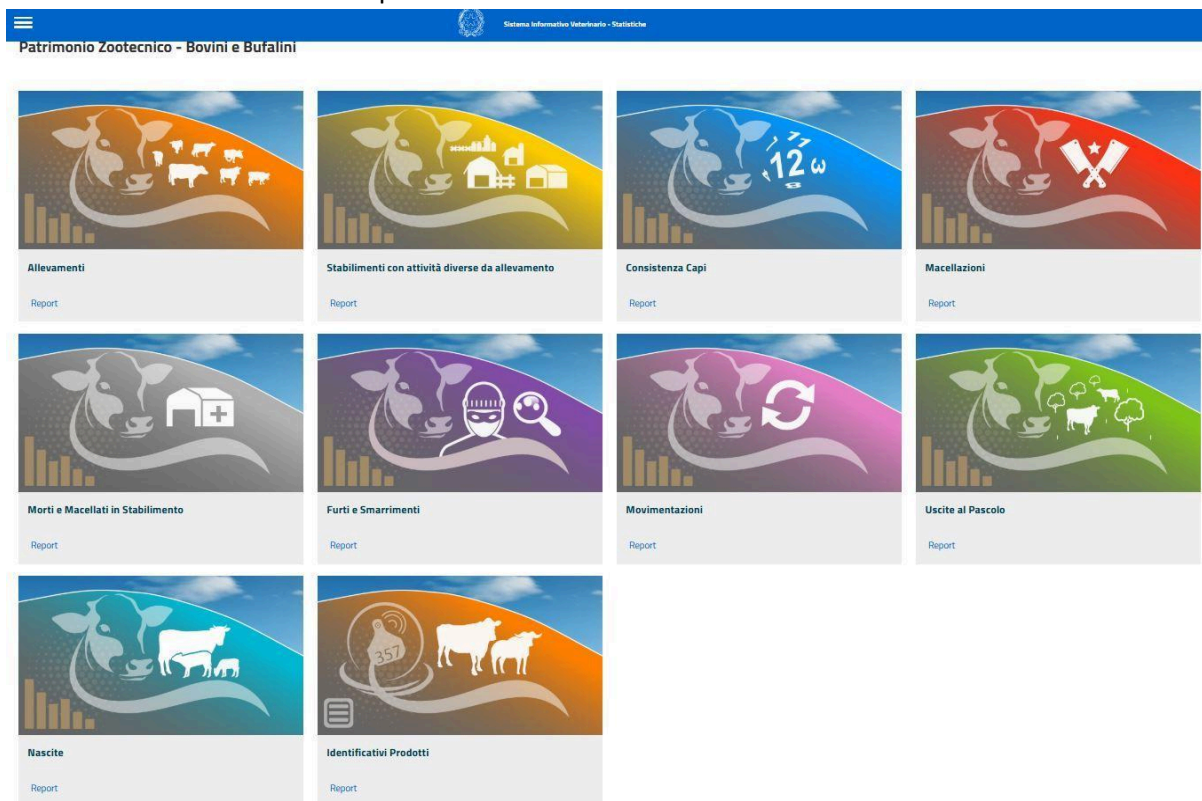 Sistema Informativo Veterinario - Statistiche
Patrimonio Zootecnico - Bovini e Bufalini
12
Allevamenti
Report
Stabilimenti con attività diverse da allevamento
Report
Consistenza Capi
Report
Macellazioni
Report
Morti e Macellati in Stabilimento
Report
Furti e Smarrimenti
Report
Movimentazioni
Report
Uscite al Pascolo
Report
357
Nascite
Report
Identificativi Prodotti
Report